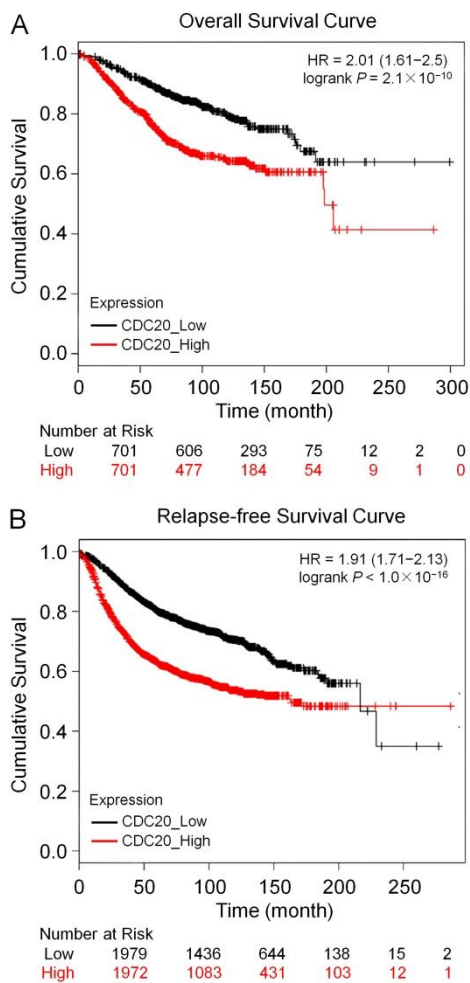 A
Overall Survival Curve
HR = 2.01 (1.61–2.5)
logrank P = 2.1×10⁻¹⁰
Cumulative Survival
1.0
0.8
0.6
0.4
0.2
0.0
Expression
CDC20_Low
CDC20_High
0 50 100 150 200 250 300
Time (month)
Number at Risk
Low 701 606 293 75 12 2 0
High 701 477 184 54 9 1 0
B
Relapse-free Survival Curve
HR = 1.91 (1.71–2.13)
logrank P < 1.0×10⁻¹⁶
Cumulative Survival
1.0
0.8
0.6
0.4
0.2
0.0
Expression
CDC20_Low
CDC20_High
0 50 100 150 200 250
Time (month)
Number at Risk
Low 1979 1436 644 138 15 2
High 1972 1083 431 103 12 1